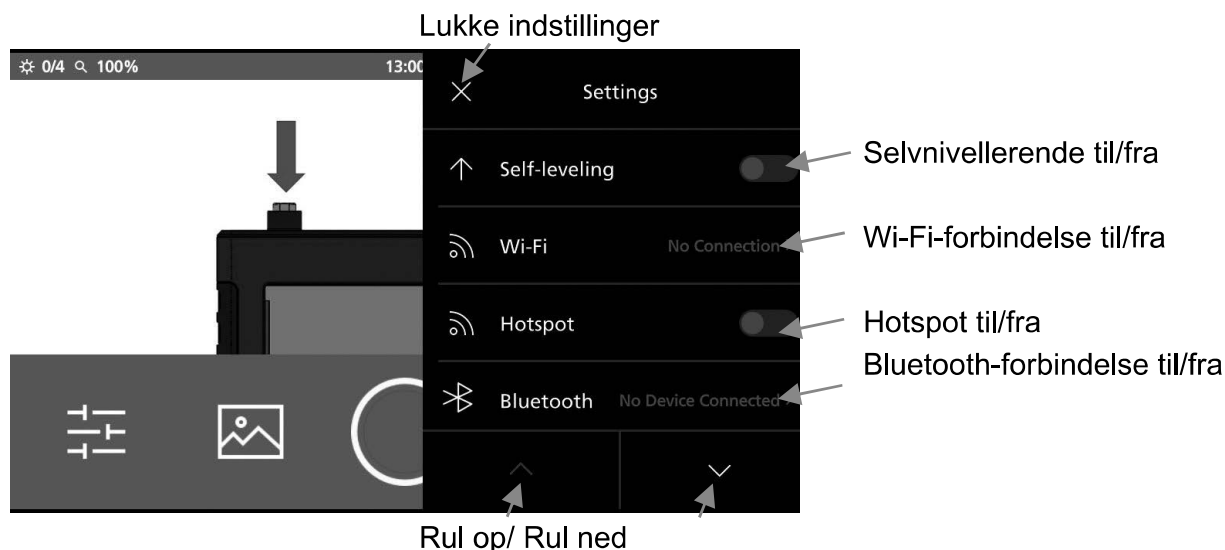 Lukke indstillinger
0/4 100% 13:00
Settings
Self-leveling
Selvnivellerende til/fra
Wi-Fi No Connection
Wi-Fi-forbindelse til/fra
Hotspot
Hotspot til/fra
Bluetooth-forbindelse til/fra
Bluetooth No Device Connected
Rul op/ Rul ned